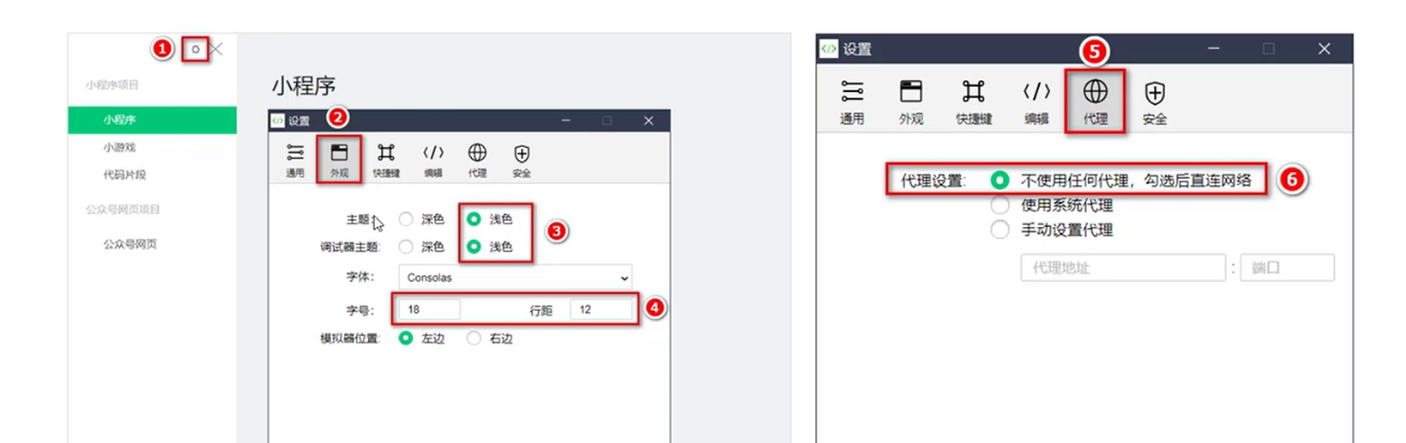 1
小程序项目
小程序
小游戏
代码片段
公众号网页项目
公众号网页
小程序
设置
2
通用 外观 快捷键 编辑 代理 安全
主题: 深色 浅色
调试器主题: 深色 浅色
3
字体: Consolas
字号: 18 行距 12
4
模拟器位置: 左边 右边
设置
5
通用 外观 快捷键 编辑 代理 安全
代理设置: 不使用任何代理，勾选后直连网络
6
使用系统代理
手动设置代理
代理地址 : 端口